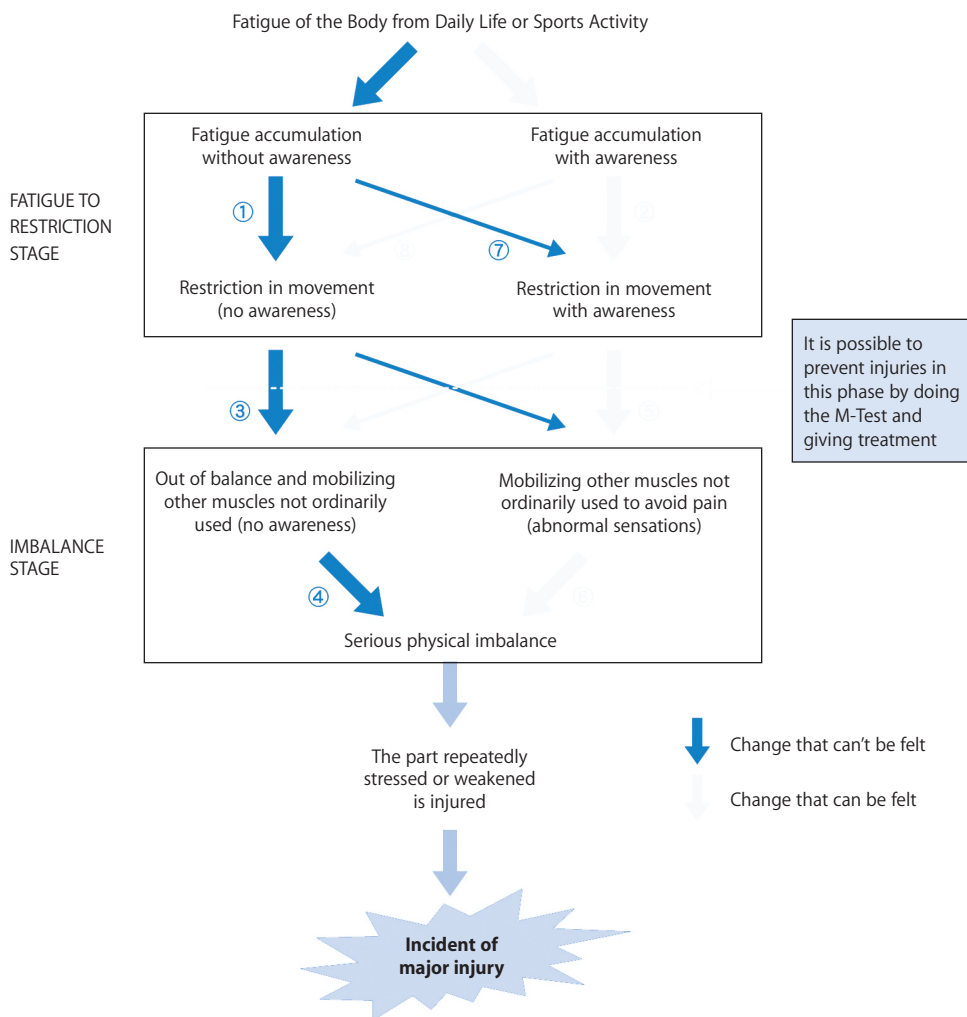 Fatigue of the Body from Daily Life or Sports Activity
Fatigue accumulation
without awareness
Fatigue accumulation
with awareness
FATIGUE TO
RESTRICTION
STAGE
①
②
⑦
Restriction in movement
(no awareness)
Restriction in movement
with awareness
It is possible to
prevent injuries in
this phase by doing
the M-Test and
giving treatment
③
Out of balance and mobilizing
other muscles not ordinarily
used (no awareness)
Mobilizing other muscles not
ordinarily used to avoid pain
(abnormal sensations)
IMBALANCE
STAGE
④
Serious physical imbalance
The part repeatedly
stressed or weakened
is injured
Change that can't be felt
Change that can be felt
Incident of
major injury